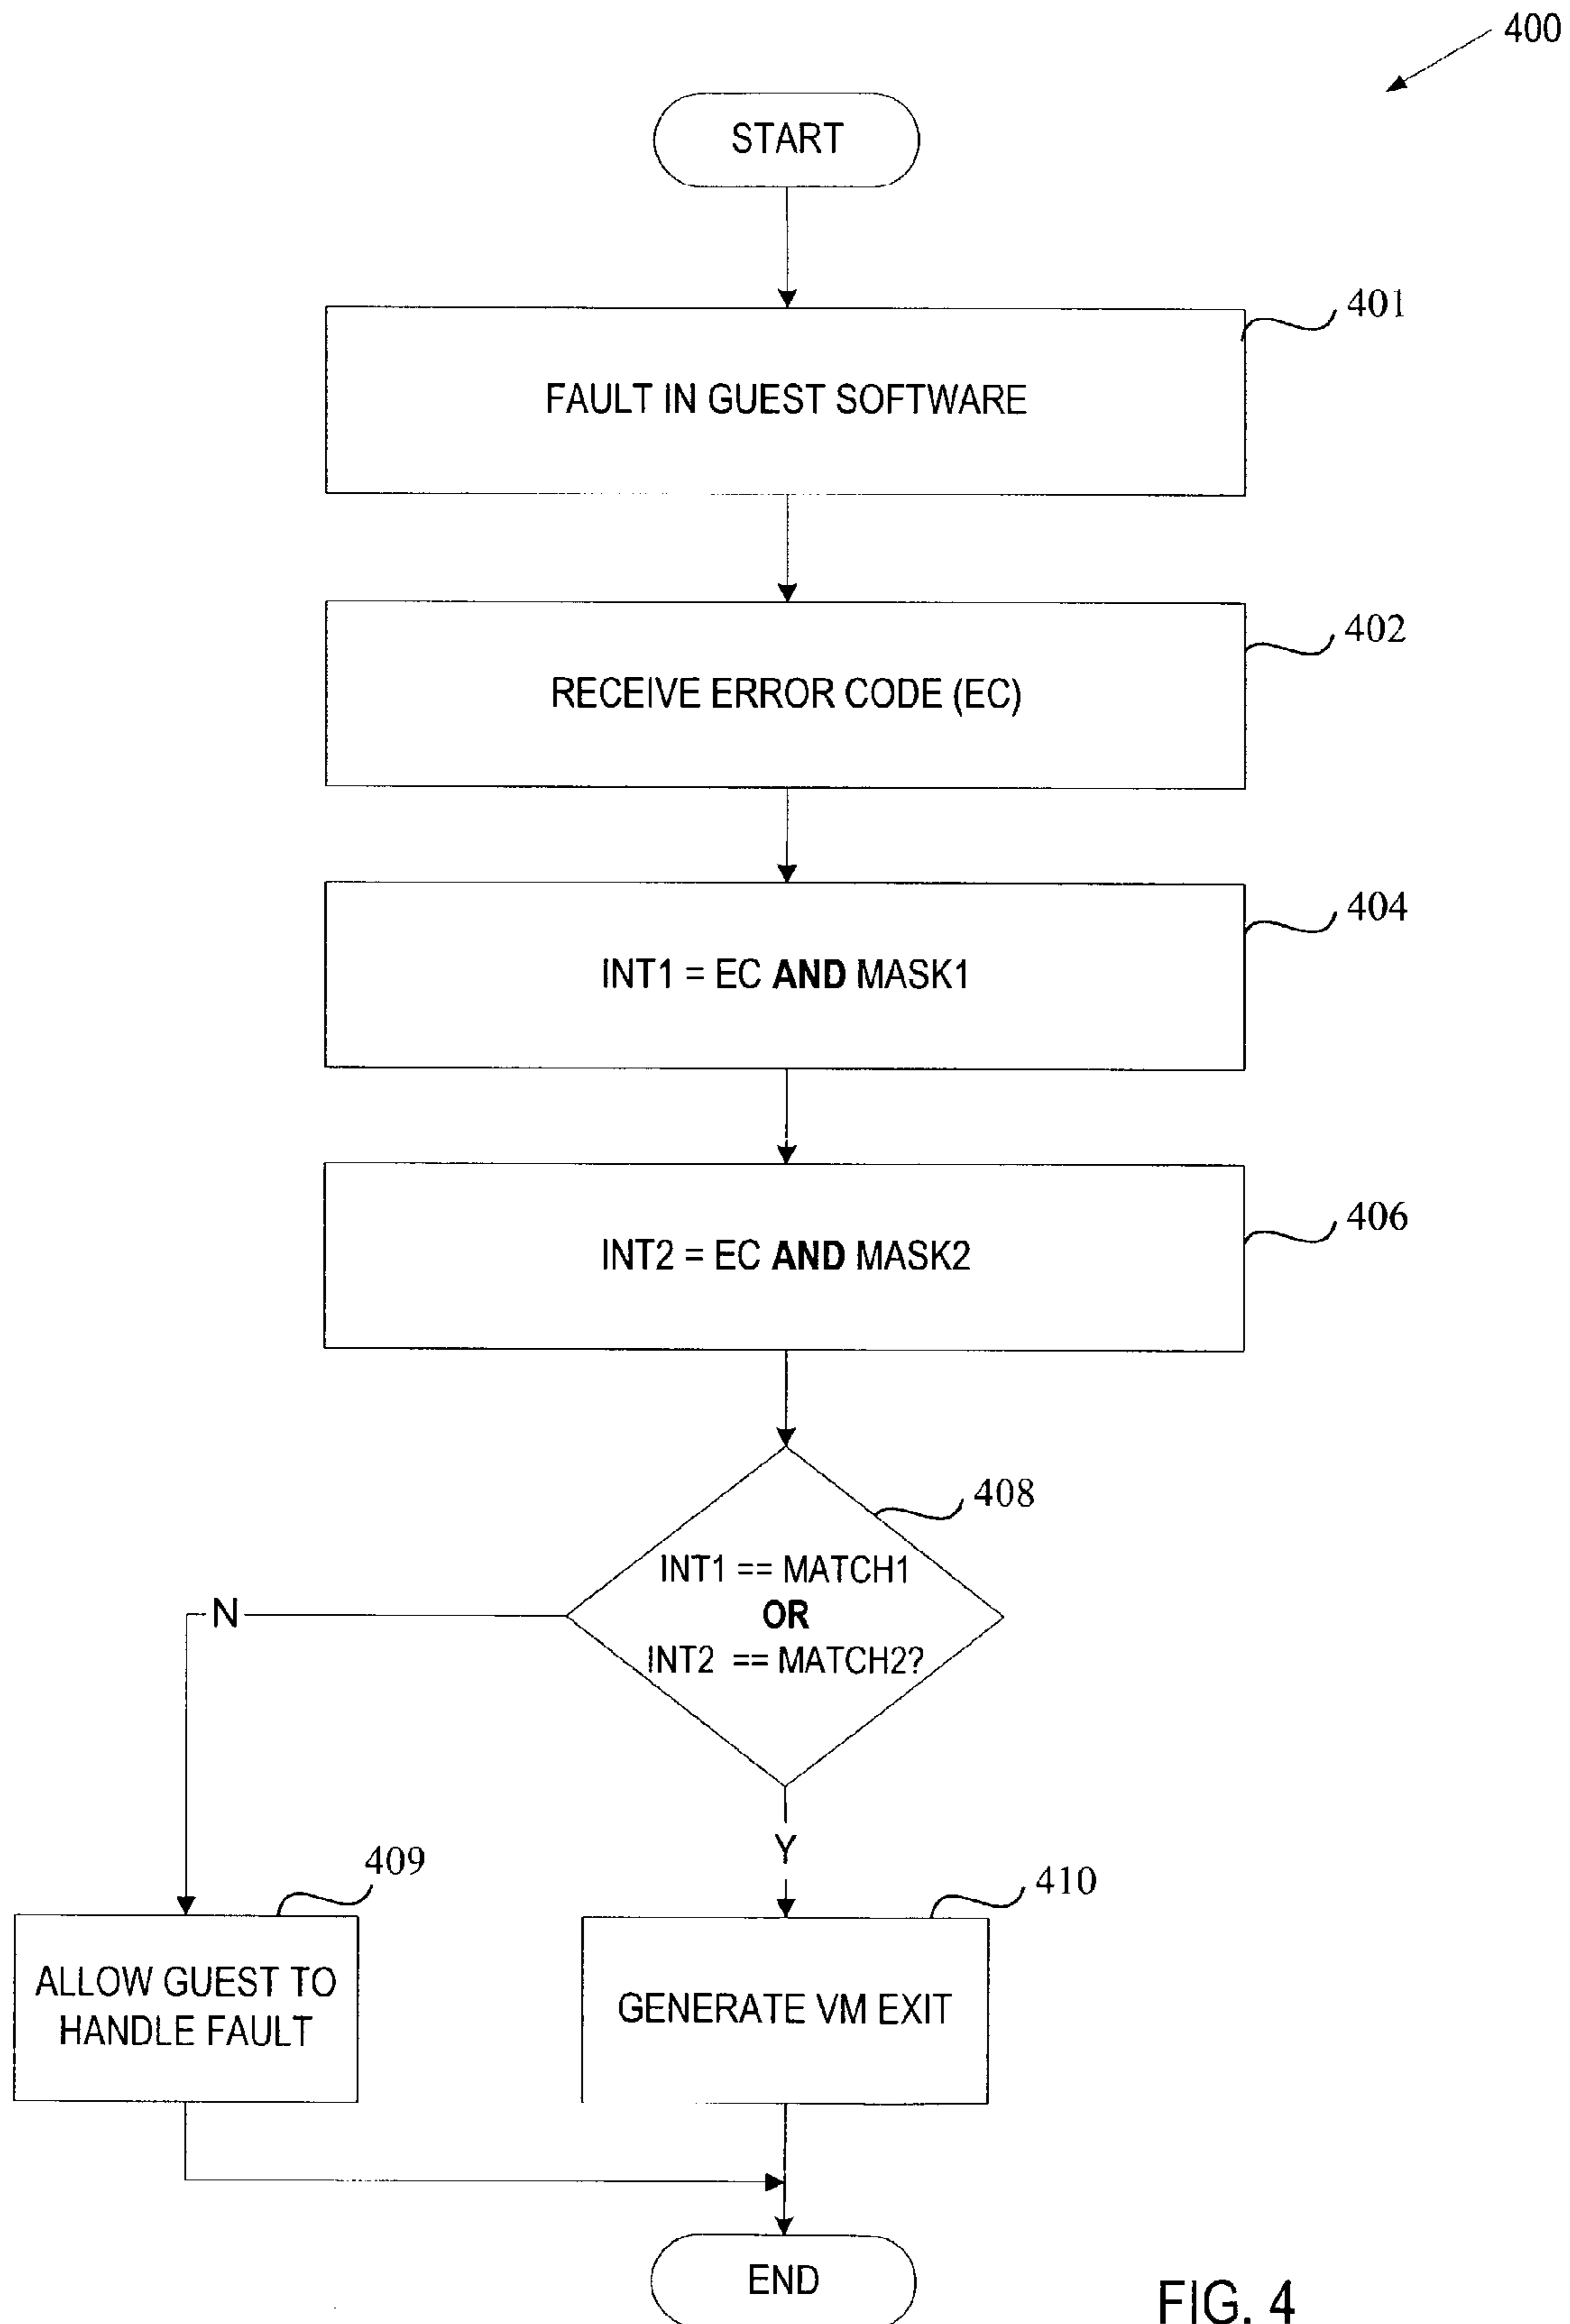 400
START
401
FAULT IN GUEST SOFTWARE
402
RECEIVE ERROR CODE (EC)
404
INT1 = EC AND MASK1
406
INT2 = EC AND MASK2
408
INT1 == MATCH1
OR
INT2 == MATCH2?
N
Y
409
ALLOW GUEST TO
HANDLE FAULT
410
GENERATE VM EXIT
END
FIG. 4